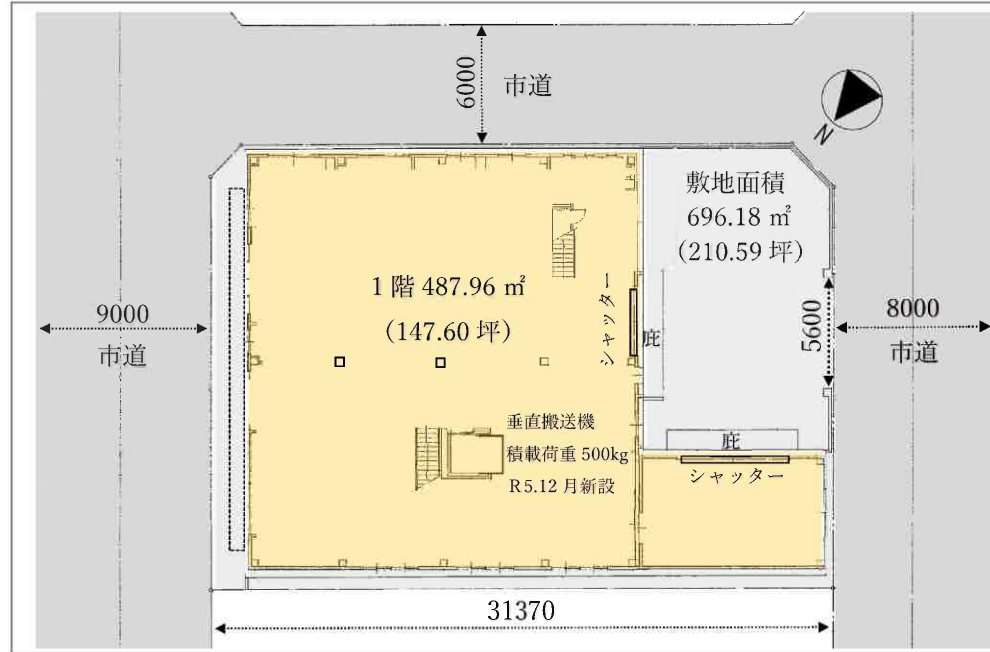 6000
市道
N
敷地面積
696.18 ㎡
(210.59 坪)
1 階 487.96 ㎡
(147.60 坪)
シャッター
庇
5600
9000
市道
8000
市道
垂直搬送機
積載荷重 500kg
R5.12 月新設
庇
シャッター
31370